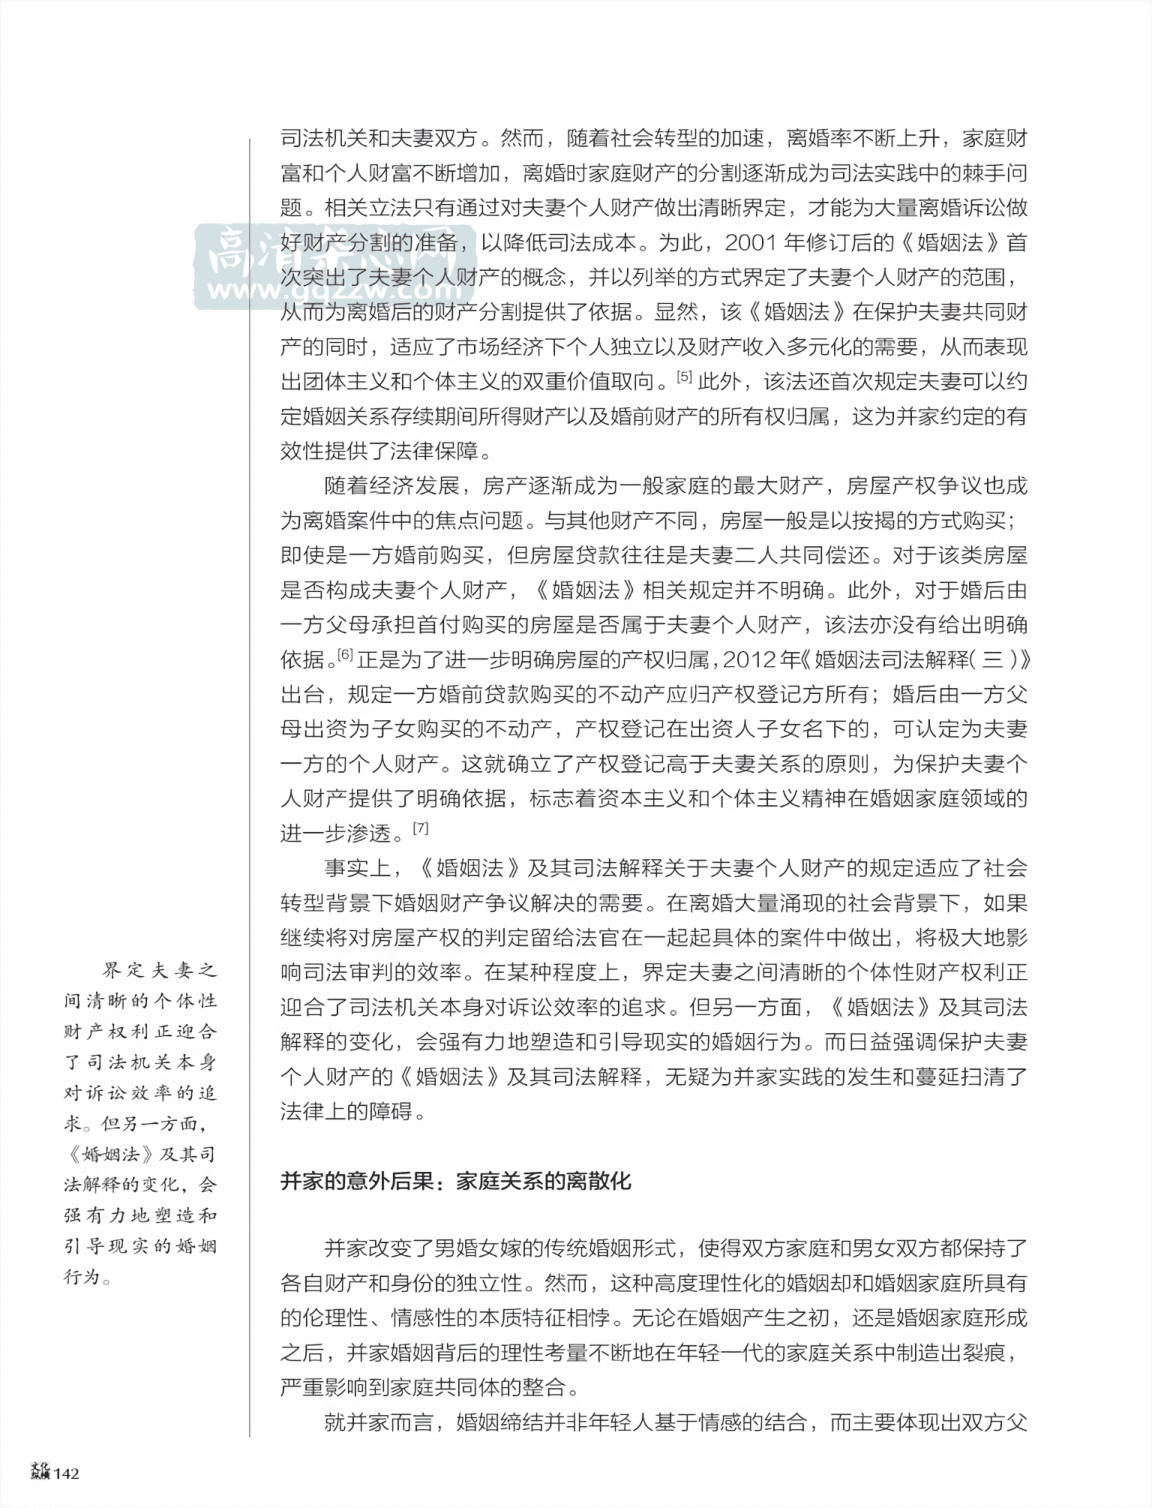 司法机关和夫妻双方。然而，随着社会转型的加速，离婚率不断上升，家庭财
富和个人财富不断增加，离婚时家庭财产的分割逐渐成为司法实践中的棘手问
题。相关立法只有通过对夫妻个人财产做出清晰界定，才能为大量离婚诉讼做
好财产分割的准备，以降低司法成本。为此，2001年修订后的《婚姻法》首
次突出了夫妻个人财产的概念，并以列举的方式界定了夫妻个人财产的范围，
从而为离婚后的财产分割提供了依据。显然，该《婚姻法》在保护夫妻共同财
产的同时，适应了市场经济下个人独立以及财产收入多元化的需要，从而表现
出团体主义和个体主义的双重价值取向。[5]此外，该法还首次规定夫妻可以约
定婚姻关系存续期间所得财产以及婚前财产的所有权归属，这为并家约定的有
效性提供了法律保障。
随着经济发展，房产逐渐成为一般家庭的最大财产，房屋产权争议也成
为离婚案件中的焦点问题。与其他财产不同，房屋一般是以按揭的方式购买；
即使是一方婚前购买，但房屋贷款往往是夫妻二人共同偿还。对于该类房屋
是否构成夫妻个人财产，《婚姻法》相关规定并不明确。此外，对于婚后由
一方父母承担首付购买的房屋是否属于夫妻个人财产，该法亦没有给出明确
依据。[6]正是为了进一步明确房屋的产权归属，2012年《婚姻法司法解释（三）》
出台，规定一方婚前贷款购买的不动产应归产权登记方所有；婚后由一方父
母出资为子女购买的不动产，产权登记在出资人子女名下的，可认定为夫妻
一方的个人财产。这就确立了产权登记高于夫妻关系的原则，为保护夫妻个
人财产提供了明确依据，标志着资本主义和个体主义精神在婚姻家庭领域的
进一步渗透。[7]
事实上，《婚姻法》及其司法解释关于夫妻个人财产的规定适应了社会
转型背景下婚姻财产争议解决的需要。在离婚大量涌现的社会背景下，如果
继续将对房屋产权的判定留给法官在一起起具体的案件中做出，将极大地影
响司法审判的效率。在某种程度上，界定夫妻之间清晰的个体性财产权利正
迎合了司法机关本身对诉讼效率的追求。但另一方面，《婚姻法》及其司法
解释的变化，会强有力地塑造和引导现实的婚姻行为。而日益强调保护夫妻
个人财产的《婚姻法》及其司法解释，无疑为并家实践的发生和蔓延扫清了
法律上的障碍。
界定夫妻之
间清晰的个体性
财产权利正迎合
了司法机关本身
对诉讼效率的追
求。但另一方面，
《婚姻法》及其司
法解释的变化，会
强有力地塑造和
引导现实的婚姻
行为。
并家的意外后果：家庭关系的离散化
并家改变了男婚女嫁的传统婚姻形式，使得双方家庭和男女双方都保持了
各自财产和身份的独立性。然而，这种高度理性化的婚姻却和婚姻家庭所具有
的伦理性、情感性的本质特征相悖。无论在婚姻产生之初，还是婚姻家庭形成
之后，并家婚姻背后的理性考量不断地在年轻一代的家庭关系中制造出裂痕，
严重影响到家庭共同体的整合。
就并家而言，婚姻缔结并非年轻人基于情感的结合，而主要体现出双方父
文化
纵横 142
高清杂志网
www.gqzzw.com